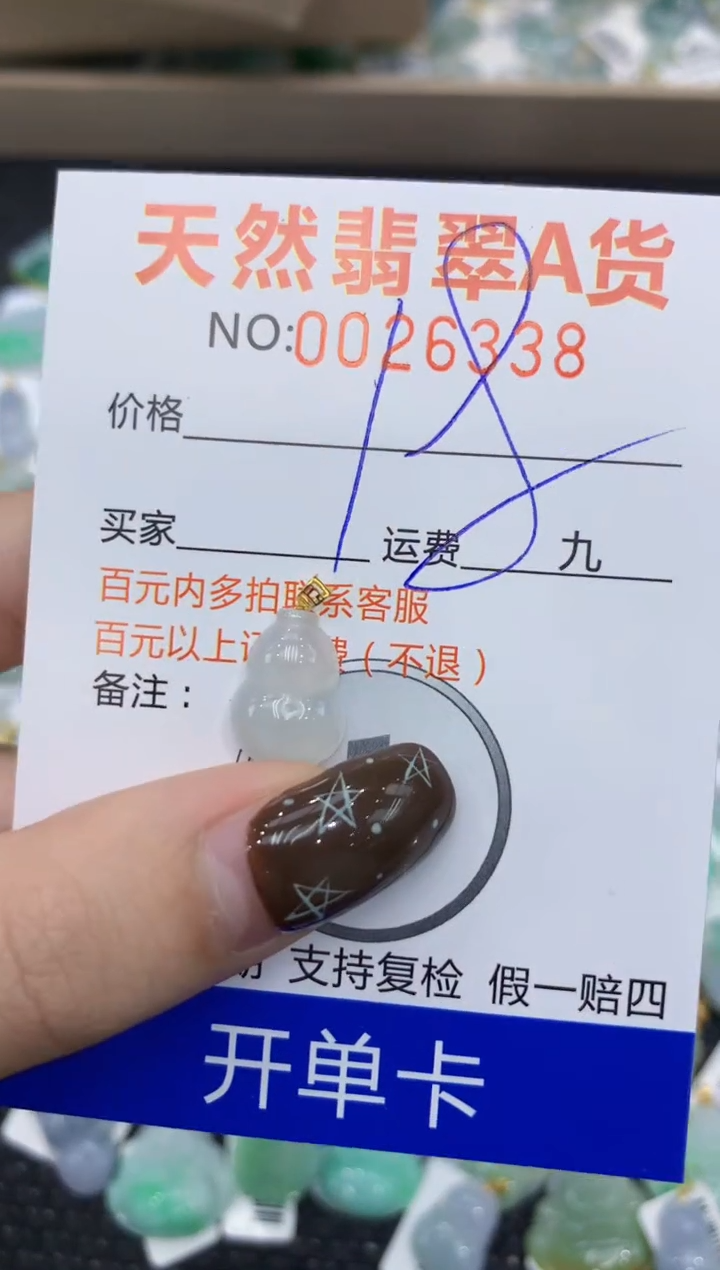 天然翡翠A货
NO:0026338
18
价格
买家 运费 九
百元内多拍联系客服
百元以上 费（不退）
备注：
支持复检 假一赔四
开单卡